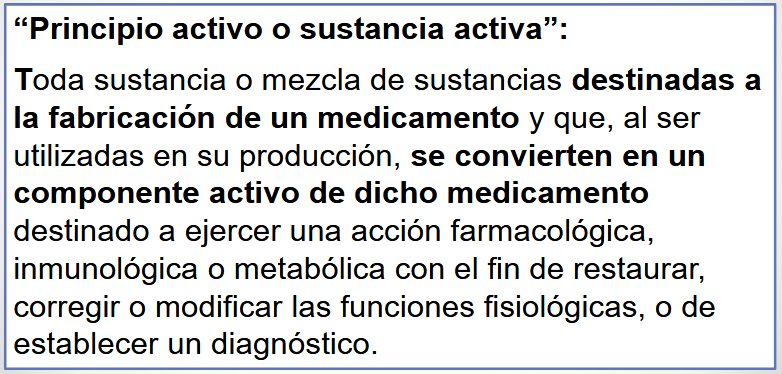 “Principio activo o sustancia activa”:
Toda sustancia o mezcla de sustancias destinadas a
la fabricación de un medicamento y que, al ser
utilizadas en su producción, se convierten en un
componente activo de dicho medicamento
destinado a ejercer una acción farmacológica,
inmunológica o metabólica con el fin de restaurar,
corregir o modificar las funciones fisiológicas, o de
establecer un diagnóstico.